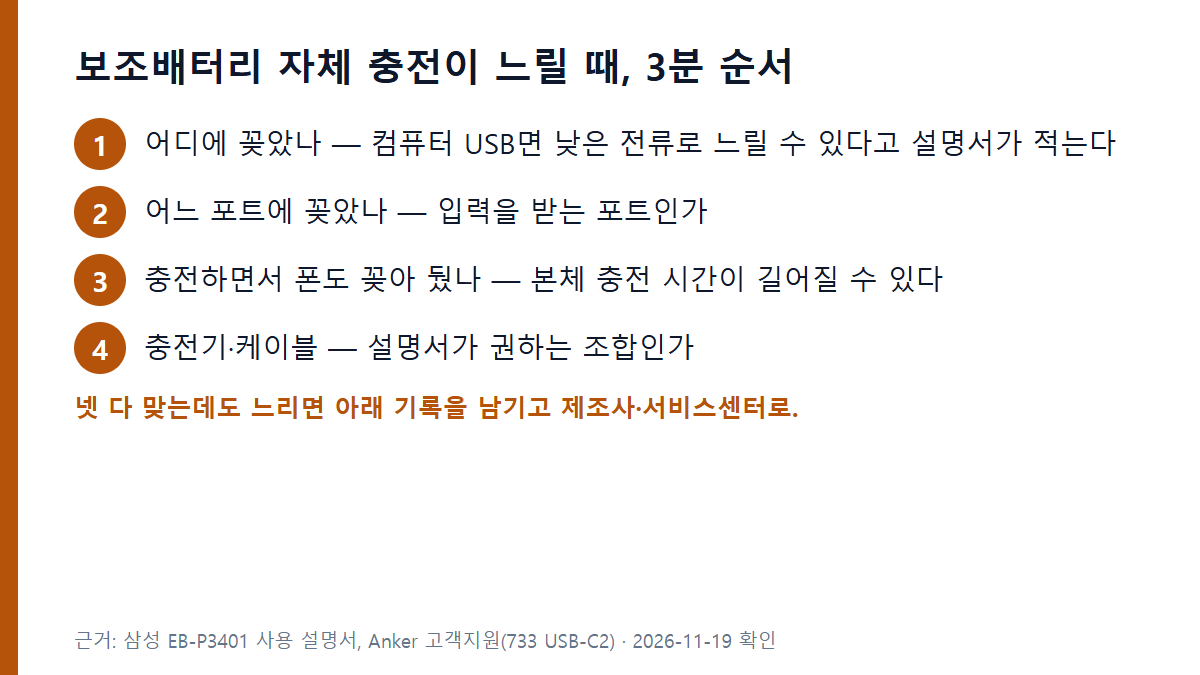 보조배터리 자체 충전이 느릴 때, 3분 순서
1 어디에 꽂았나 — 컴퓨터 USB면 낮은 전류로 느릴 수 있다고 설명서가 적는다
2 어느 포트에 꽂았나 — 입력을 받는 포트인가
3 충전하면서 폰도 꽂아 뒀나 — 본체 충전 시간이 길어질 수 있다
4 충전기·케이블 — 설명서가 권하는 조합인가
넷 다 맞는데도 느리면 아래 기록을 남기고 제조사·서비스센터로.
근거: 삼성 EB-P3401 사용 설명서, Anker 고객지원(733 USB-C2) · 2026-11-19 확인